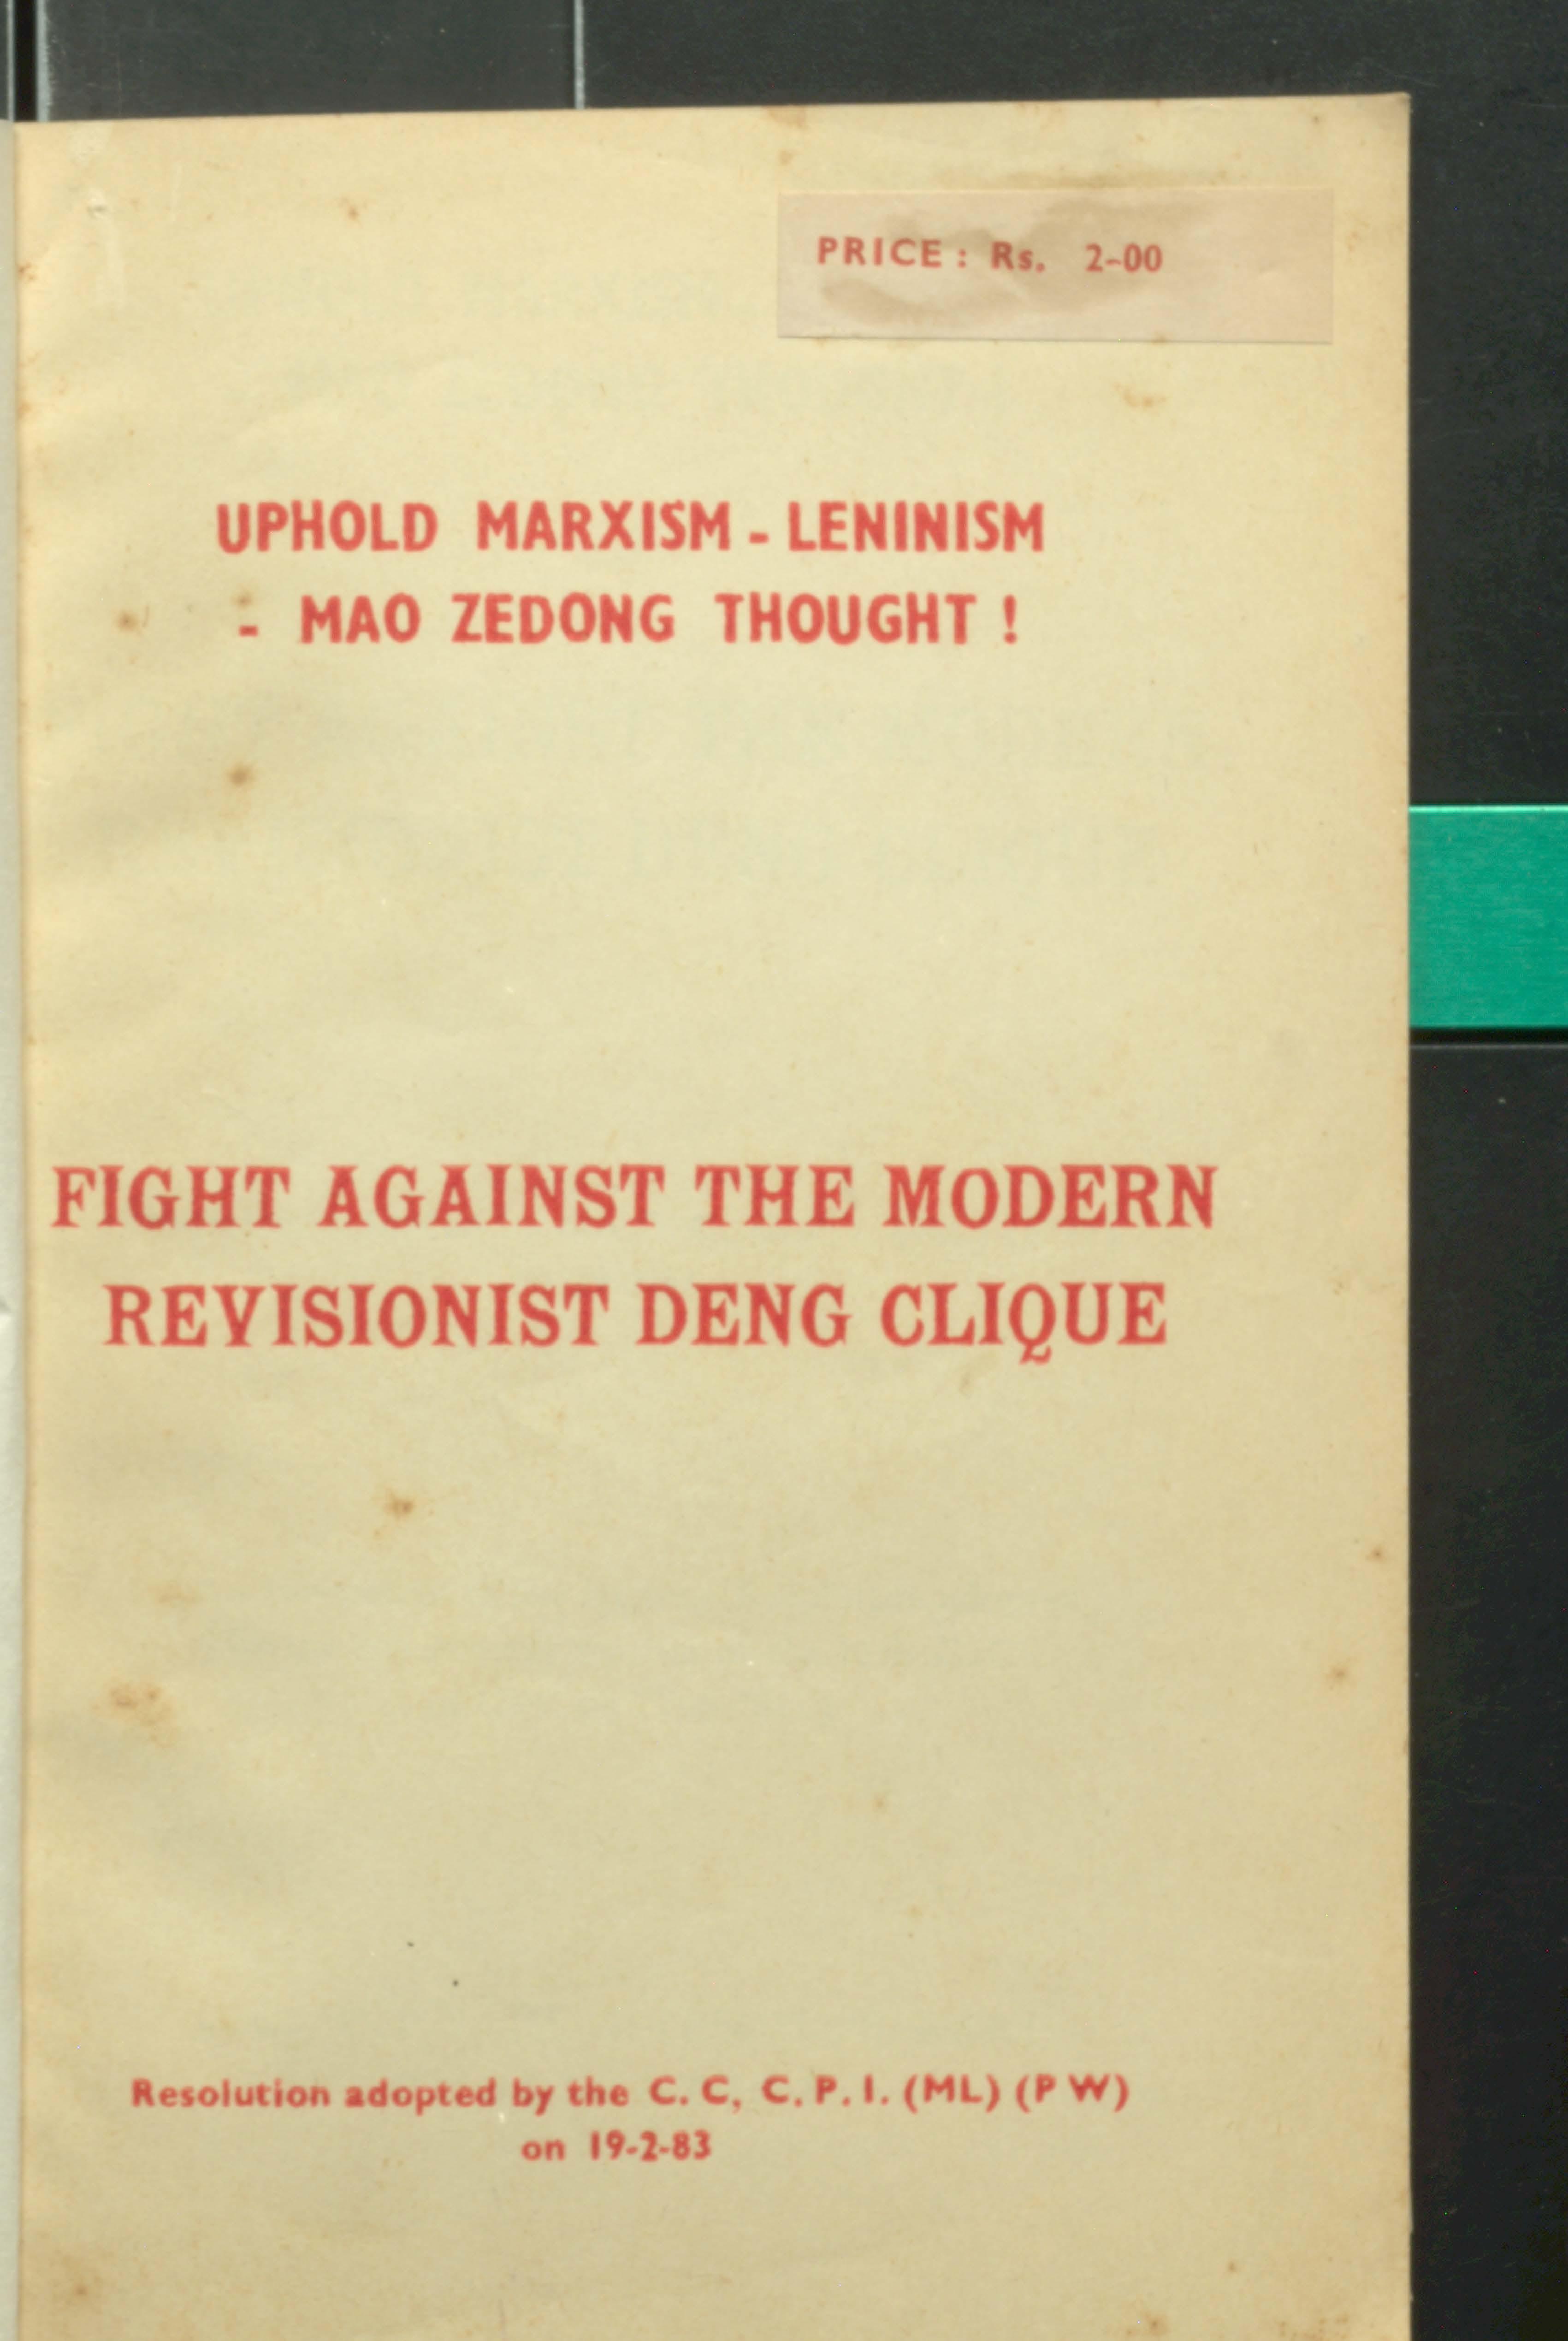 PRICE : Rs. 2-00
UPHOLD MARXISM - LENINISM
- MAO ZEDONG THOUGHT !
FIGHT AGAINST THE MODERN
REVISIONIST DENG CLIQUE
Resolution adopted by the C. C, C. P. I. (ML) (P W)
on 19-2-83